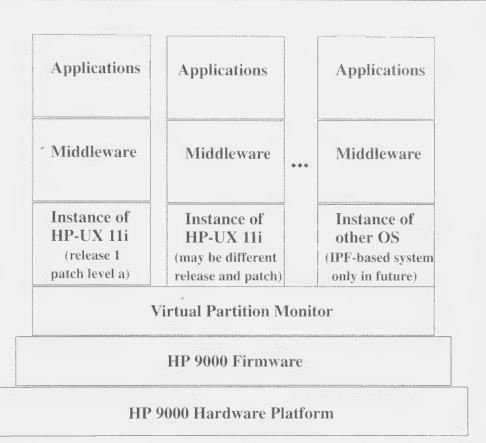 Applications
Middleware
Instance of
HP-UX 11i
(release 1
patch level a)
Applications
Middleware
Instance of
HP-UX 11i
(may be different
release and patch)
...
Applications
Middleware
Instance of
other OS
(IPF-based system
only in future)
Virtual Partition Monitor
HP 9000 Firmware
HP 9000 Hardware Platform